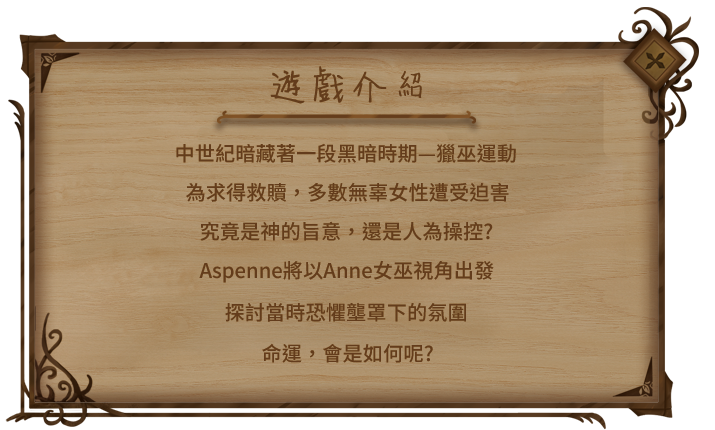 遊戲介紹
中世紀暗藏著一段黑暗時期—獵巫運動
為求得救贖，多數無辜女性遭受迫害
究竟是神的旨意，還是人為操控?
Aspenne將以Anne女巫視角出發
探討當時恐懼壟罩下的氛圍
命運，會是如何呢?